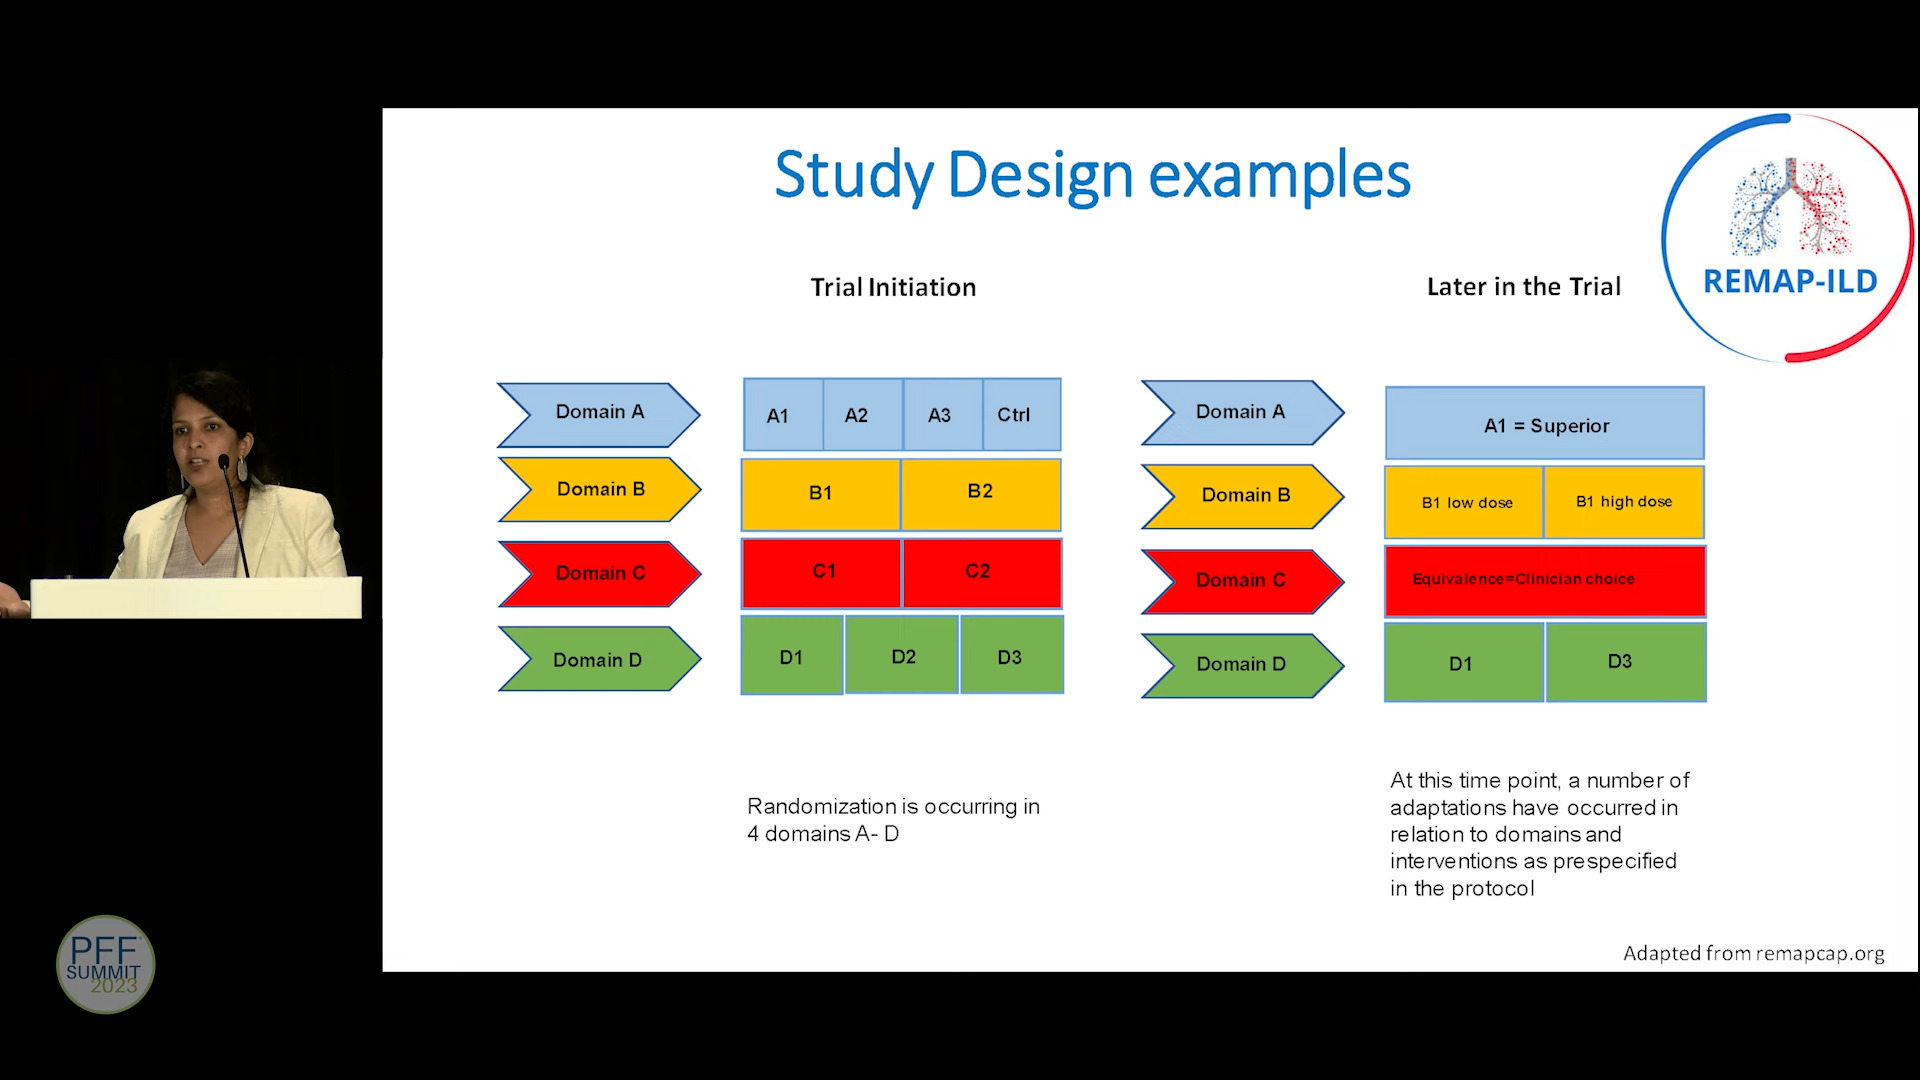 Study Design examples
REMAP-ILD
Trial Initiation
Later in the Trial
Domain A
A1
A2
A3
Ctrl
Domain B
B1
B2
Domain C
C1
C2
Domain D
D1
D2
D3
Domain A
A1 = Superior
Domain B
B1 low dose
B1 high dose
Domain C
Equivalence=Clinician choice
Domain D
D1
D3
Randomization is occurring in
4 domains A- D
At this time point, a number of
adaptations have occurred in
relation to domains and
interventions as prespecified
in the protocol
Adapted from remapcap.org
PFF
SUMMIT
2023